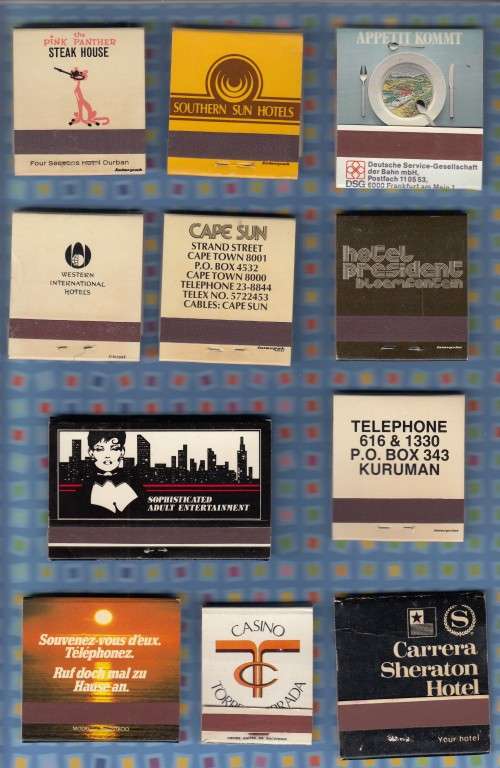 the
PINK PANTHER
STEAK HOUSE
Four Seasons Hotel Durban
SOUTHERN SUN HOTELS
APPETIT KOMMT
Deutsche Service-Gesellschaft
der Bahn mbH.
Postfach 11 05 53,
DSG 6000 Frankfurt am Main 1
WESTERN
INTERNATIONAL
HOTELS
CAPE SUN
STRAND STREET
CAPE TOWN 8001
P.O. BOX 4532
CAPE TOWN 8000
TELEPHONE 23-8844
TELEX NO. 5722453
CABLES: CAPE SUN
hotel
president
bloemfontein
SOPHISTICATED
ADULT ENTERTAINMENT
TELEPHONE
616 & 1330
P.O. BOX 343
KURUMAN
Souvenez-vous d'eux.
Téléphonez.
Ruf doch mal zu
Hause an.
CASINO
TC
S
Carrera
Sheraton
Hotel
Your hotel